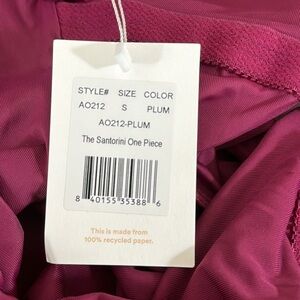 STYLE# SIZE COLOR
AO212 S PLUM
AO212-PLUM
The Santorini One Piece
8 40155 35388 6
This is made from
100% recycled paper.